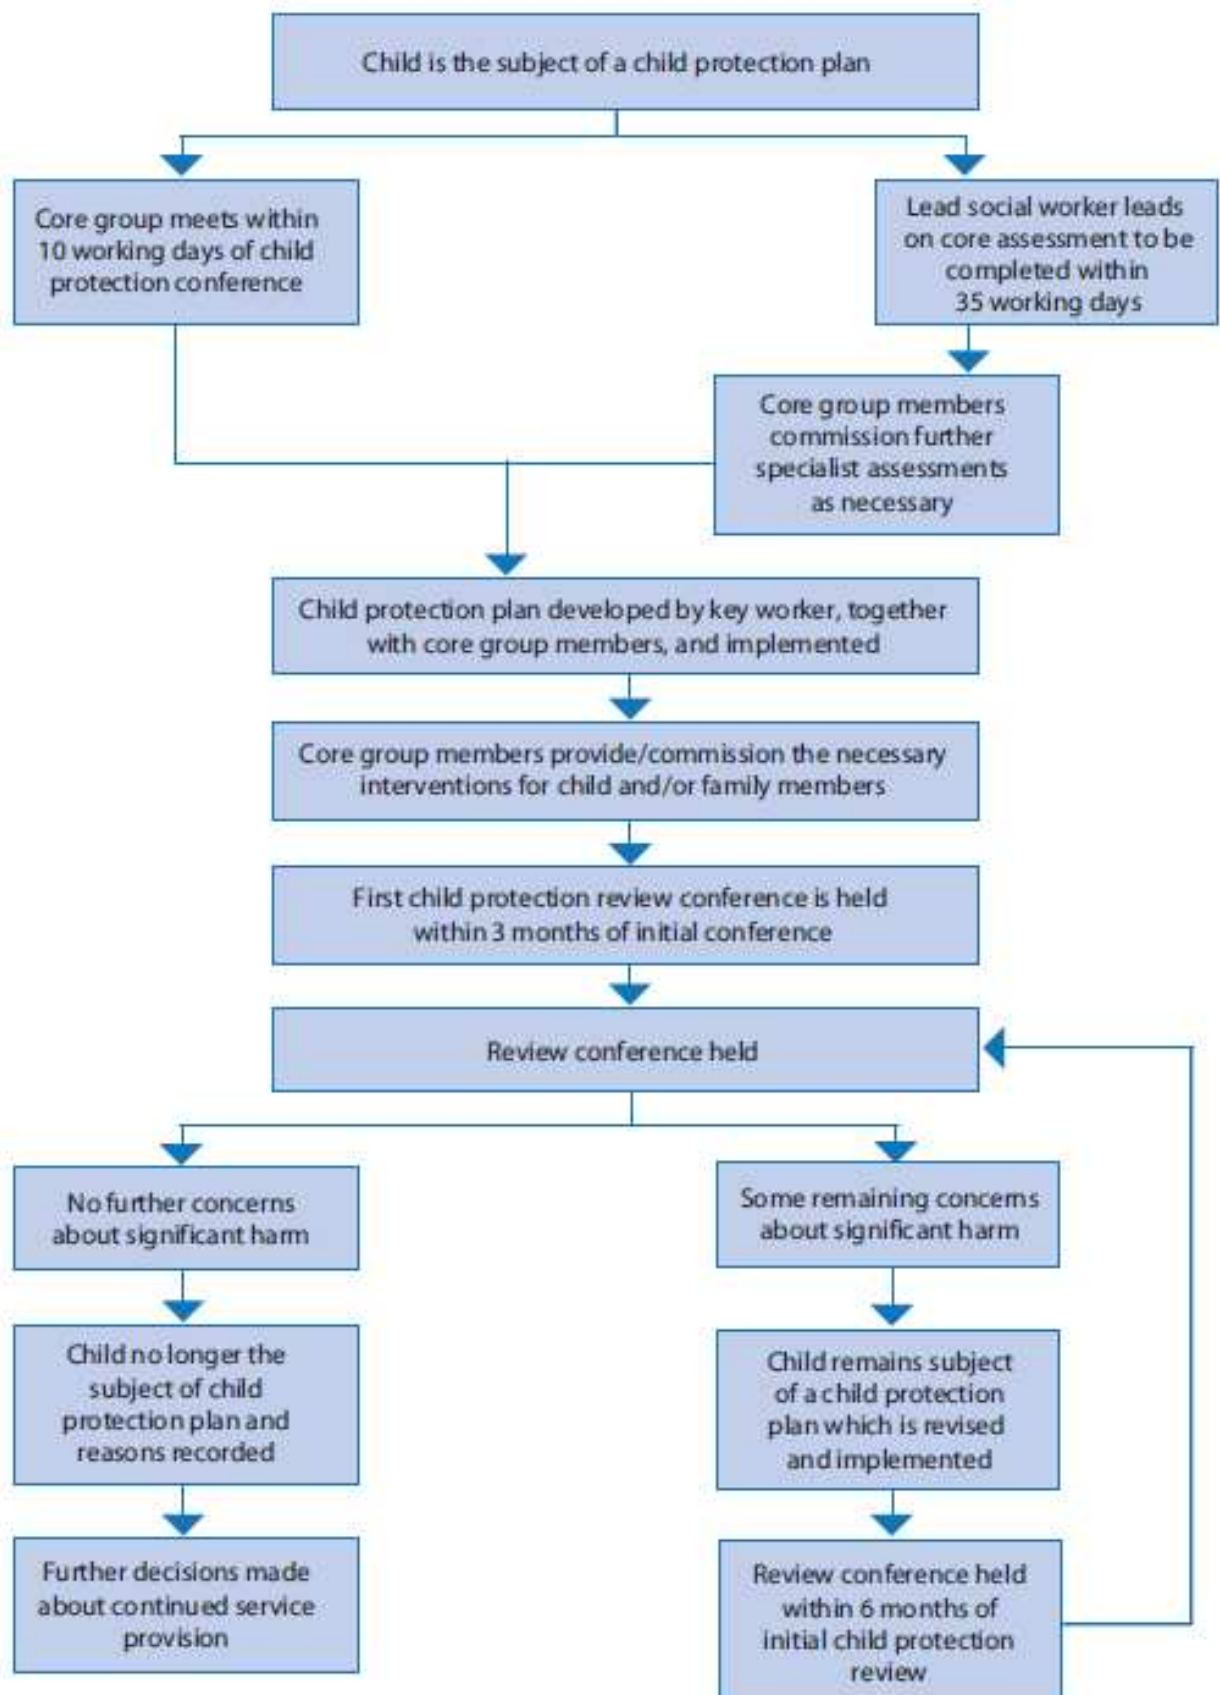 Child is the subject of a child protection plan
Core group meets within
10 working days of child
protection conference
Lead social worker leads
on core assessment to be
completed within
35 working days
Core group members
commission further
specialist assessments
as necessary
Child protection plan developed by key worker, together
with core group members, and implemented
Core group members provide/commission the necessary
interventions for child and/or family members
First child protection review conference is held
within 3 months of initial conference
Review conference held
No further concerns
about significant harm
Some remaining concerns
about significant harm
Child no longer the
subject of child
protection plan and
reasons recorded
Child remains subject
of a child protection
plan which is revised
and implemented
Further decisions made
about continued service
provision
Review conference held
within 6 months of
initial child protection
review